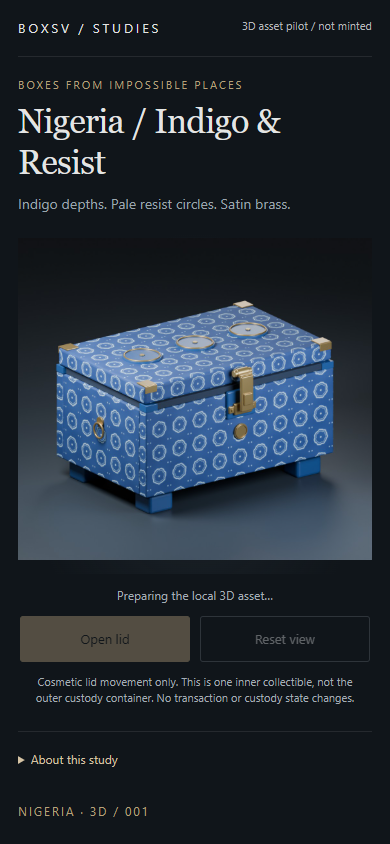 BOXSV / STUDIES
3D asset pilot / not minted
BOXES FROM IMPOSSIBLE PLACES
Nigeria / Indigo &
Resist
Indigo depths. Pale resist circles. Satin brass.
Preparing the local 3D asset...
Open lid
Reset view
Cosmetic lid movement only. This is one inner collectible, not the
outer custody container. No transaction or custody state changes.
About this study
NIGERIA · 3D / 001